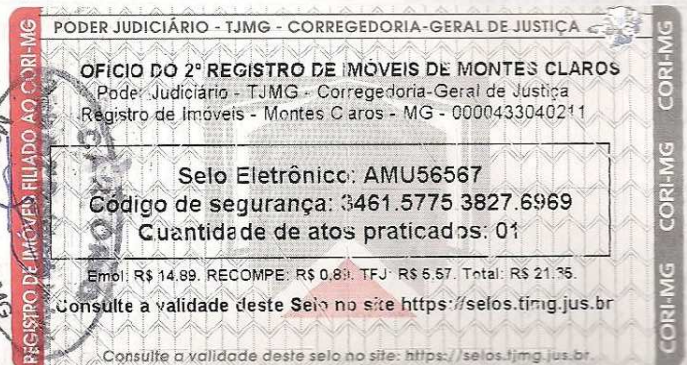 PODER JUDICIÁRIO - TJMG - CORREGEDORIA-GERAL DE JUSTIÇA
OFICIO DO 2º REGISTRO DE IMÓVEIS DE MONTES CLAROS
Poder Judiciário - TJMG - Corregedoria-Geral de Justiça
Registro de Imóveis - Montes Claros - MG - 0000433040211
Selo Eletrônico: AMU56567
Código de segurança: 3461.5775 3827.6969
Quantidade de atos praticados: 01
Emol: R$ 14.89. RECOMPE: R$ 0.89. TFJ: R$ 5.57. Total: R$ 21.35.
Consulte a validade deste Selo no site https://selos.tjmg.jus.br
Consulte a validade deste selo no site: https://selos.tjmg.jus.br.
REGISTRO DE IMÓVEIS FILIADO AO CORI-MG
CORI-MG CORI-MG CORI-MG